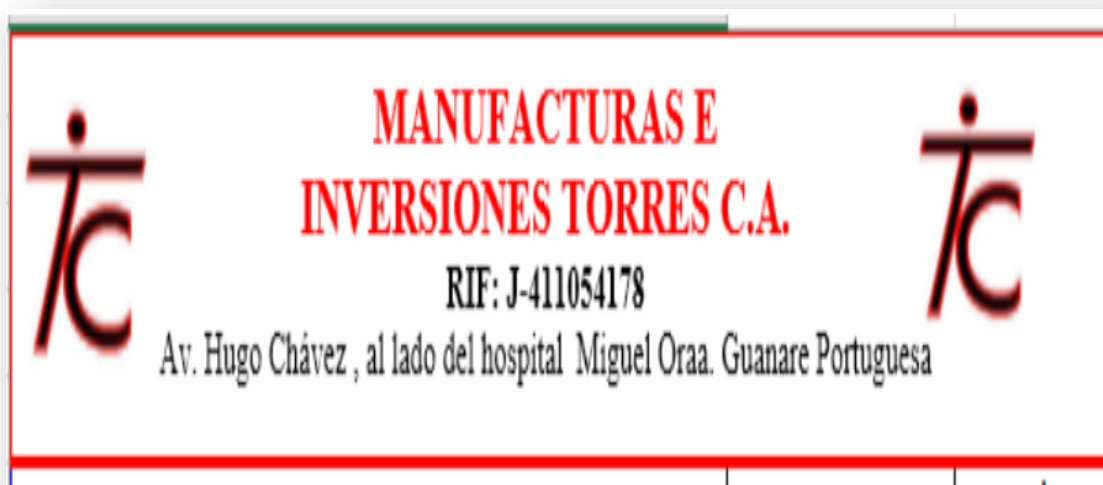 MANUFACTURAS E
INVERSIONES TORRES C.A.
RIF: J-411054178
Av. Hugo Chávez , al lado del hospital Miguel Oraa. Guanare Portuguesa